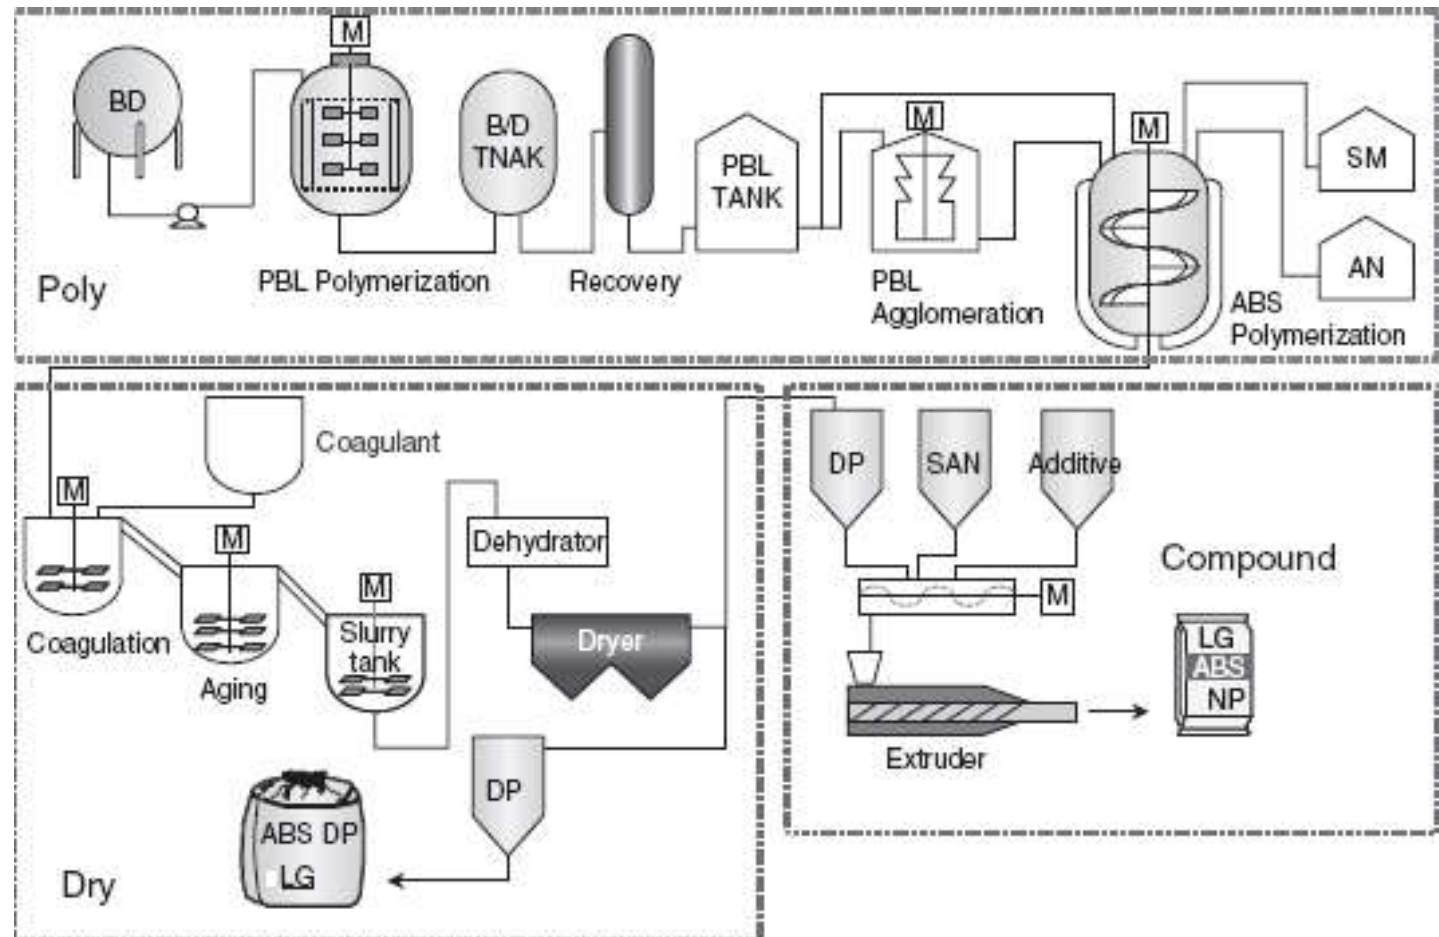 M
BD
B/D
TNAK
PBL
TANK
M
M
SM
AN
PBL Polymerization
Recovery
PBL
Agglomeration
ABS
Polymerization
Poly
Coagulant
M
M
M
Coagulation
Aging
Slurry
tank
Dehydrator
Dryer
DP
ABS DP
LG
Dry
DP
SAN
Additive
M
Compound
Extruder
LG
ABS
NP